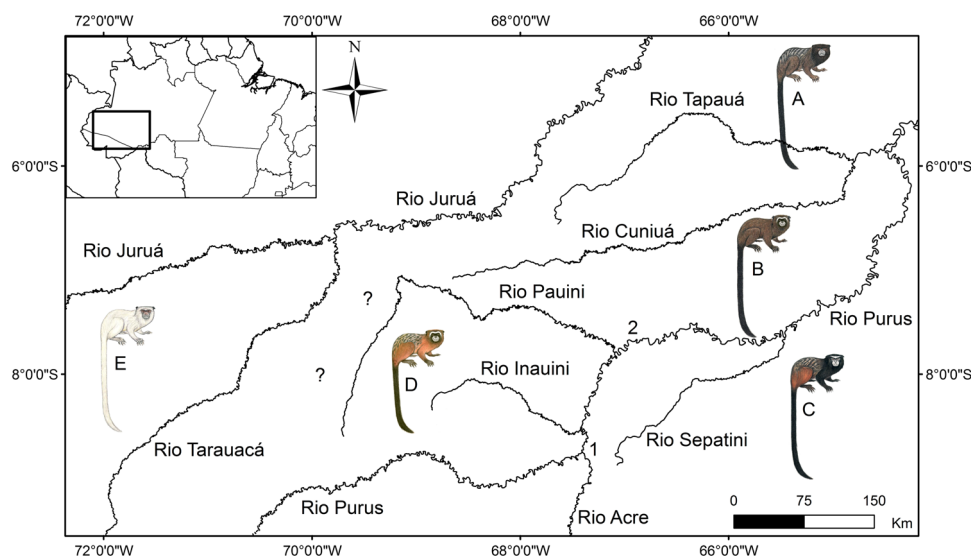 72°0'0"W 70°0'0"W 68°0'0"W 66°0'0"W
N
A
Rio Tapauá
6°0'0"S 6°0'0"S
Rio Juruá
Rio Cuniuá
Rio Juruá
B
Rio Pauini
?
Rio Purus
2
E
Rio Inauini
8°0'0"S ? D 8°0'0"S
C
Rio Sepatini
Rio Tarauacá
1
0 75 150
Rio Purus
Rio Acre
Km
72°0'0"W 70°0'0"W 68°0'0"W 66°0'0"W